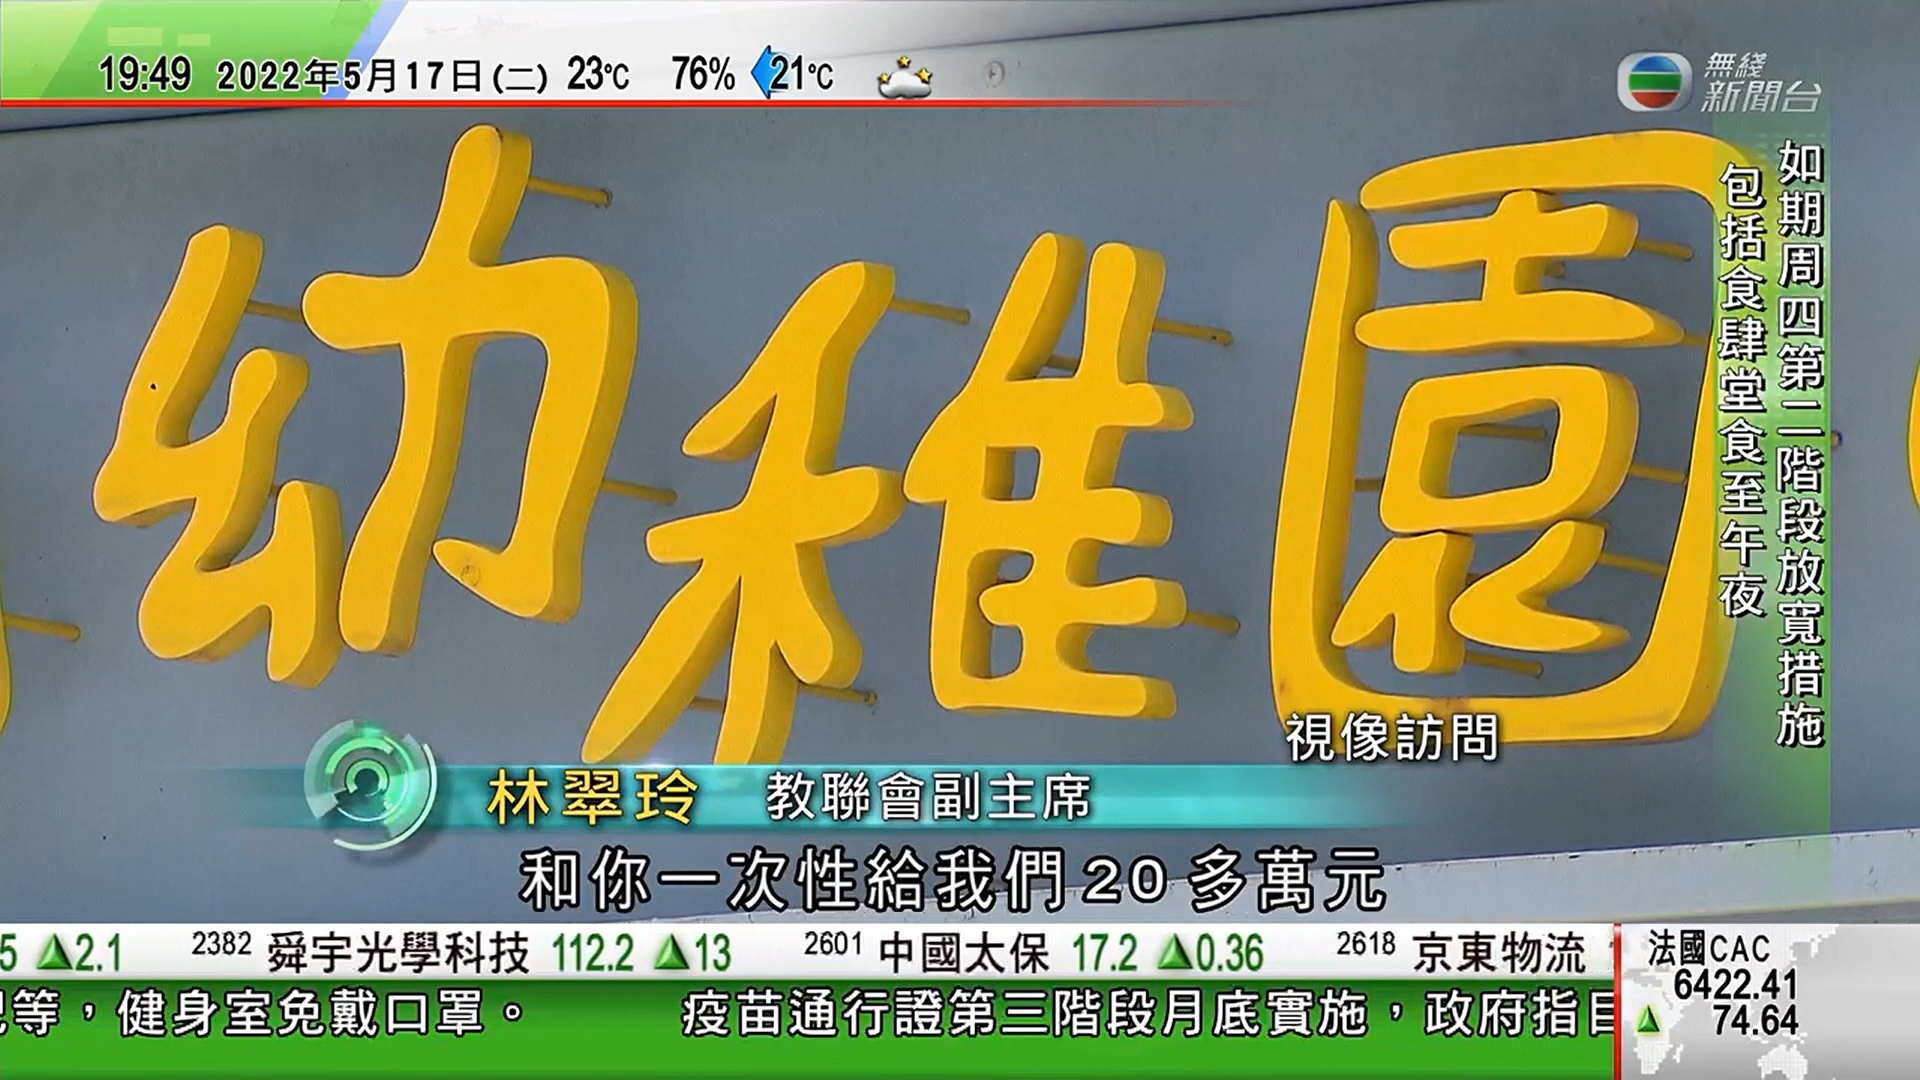 19:49 2022年5月17日(二) 23°C 76% 21°C
無綫
新聞台
如期周四第二階段放寬措施
包括食肆堂食至午夜
幼稚園
視像訪問
林翠玲 教聯會副主席
和你一次性給我們20多萬元
5 ▲2.1 2382 舜宇光學科技 112.2 ▲13 2601 中國太保 17.2 ▲0.36 2618 京東物流
法國CAC
6422.41
▲ 74.64
等，健身室免戴口罩。 疫苗通行證第三階段月底實施，政府指